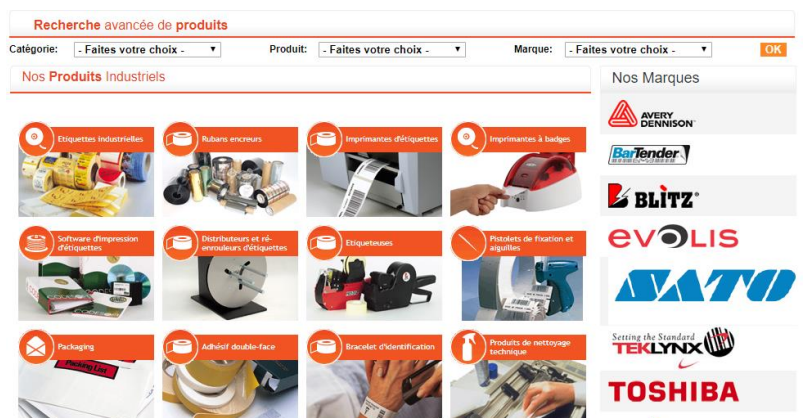 Recherche avancée de produits
Catégorie: - Faites votre choix - Produit: - Faites votre choix - Marque: - Faites votre choix - OK
Nos Produits Industriels
Nos Marques
Etiquettes industrielles
Rubans encreurs
Imprimantes d'étiquettes
Imprimantes à badges
AVERY
DENNISON
BarTender
BLÌTZ
Software d'impression
d'étiquettes
Distributeurs et ré-
enrouleurs d'étiquettes
Etiqueteuses
Pistolets de fixation et
aiguilles
evolis
SATO
Packaging
Packing List
Adhésif double-face
Bracelet d'identification
Produits de nettoyage
technique
Setting the Standard
TEKLYNX
TOSHIBA